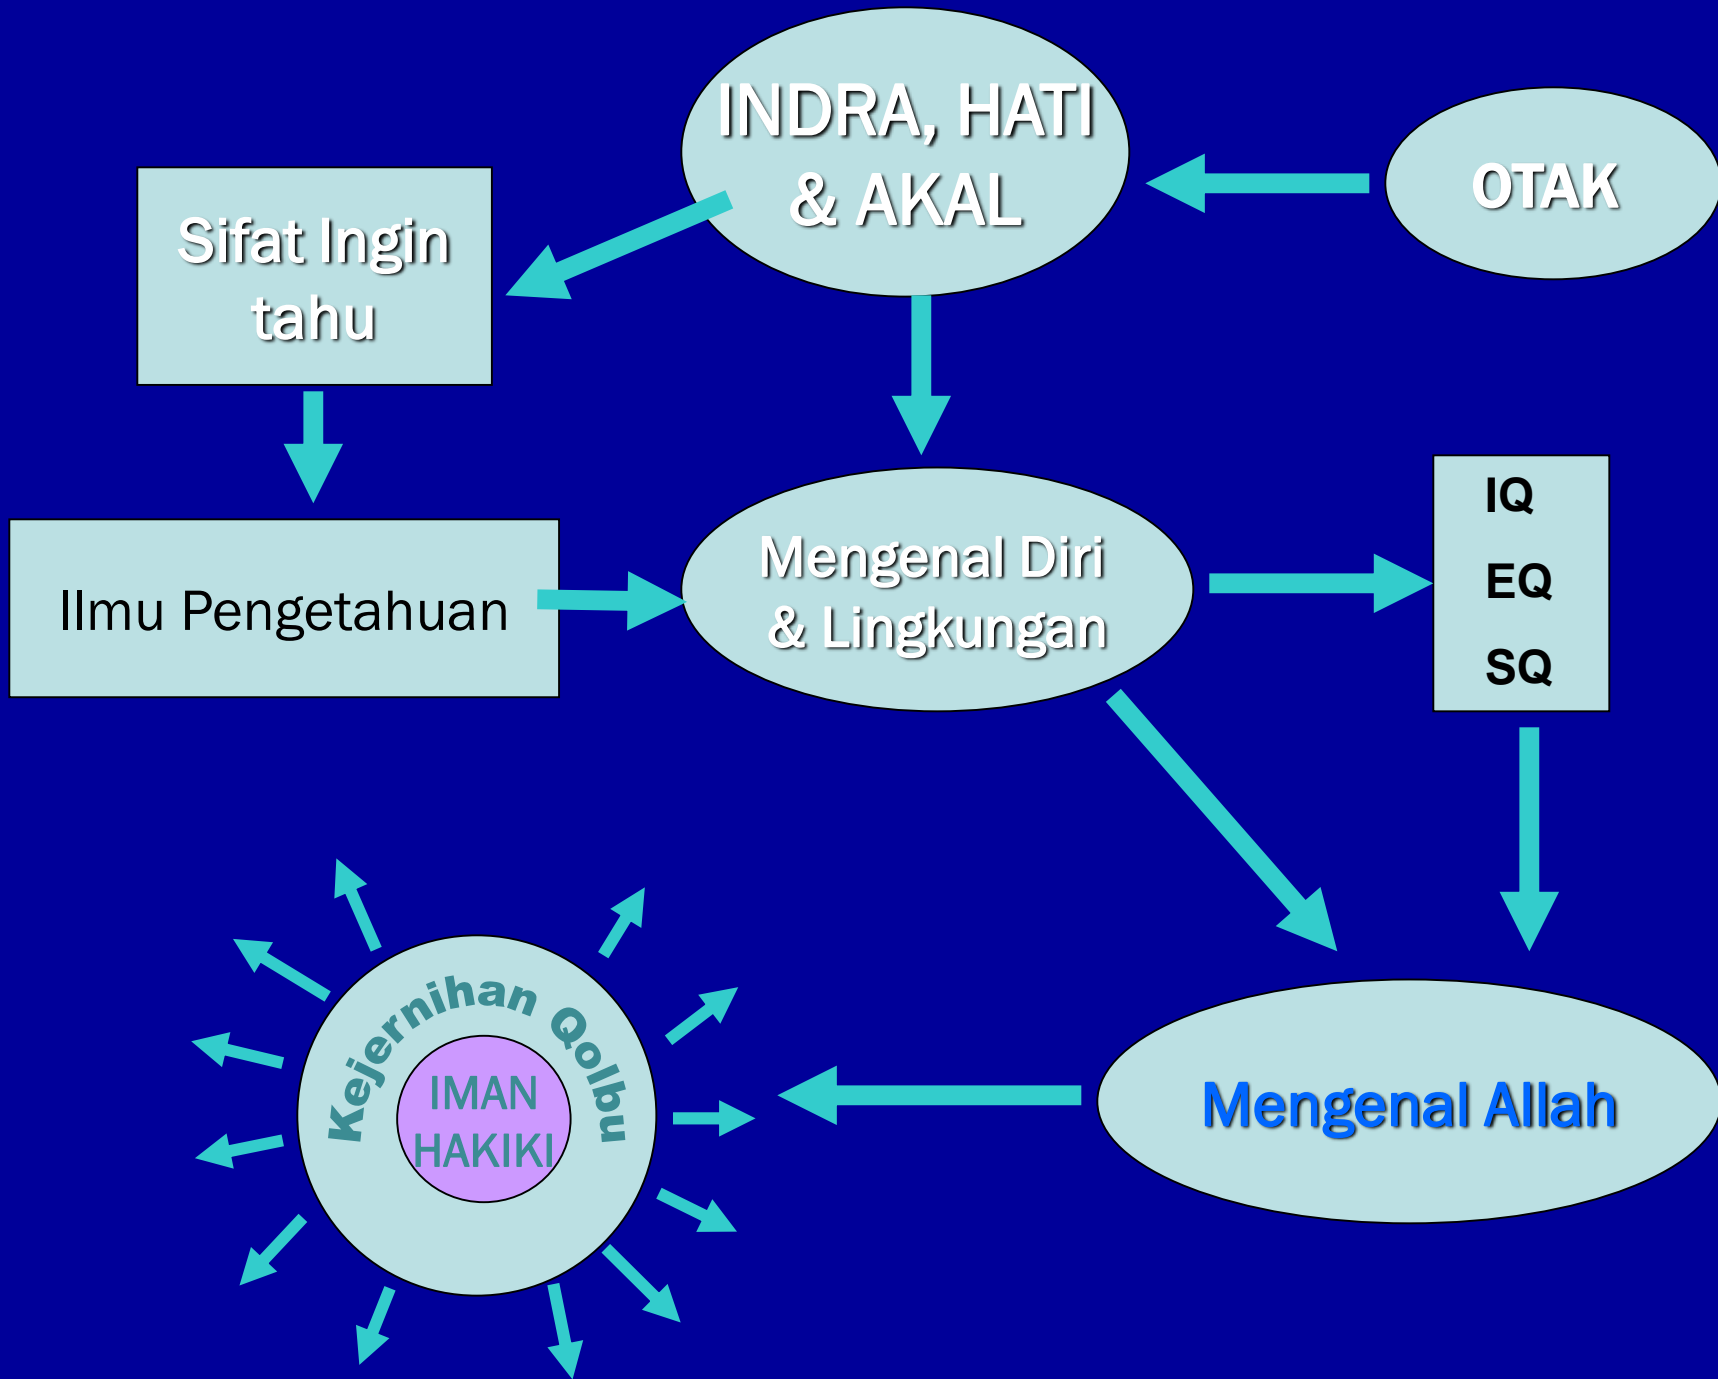 INDRA, HATI
& AKAL
OTAK
Sifat Ingin
tahu
Ilmu Pengetahuan
Mengenal Diri
& Lingkungan
IQ
EQ
SQ
Kejernihan Qolbu
IMAN
HAKIKI
Mengenal Allah